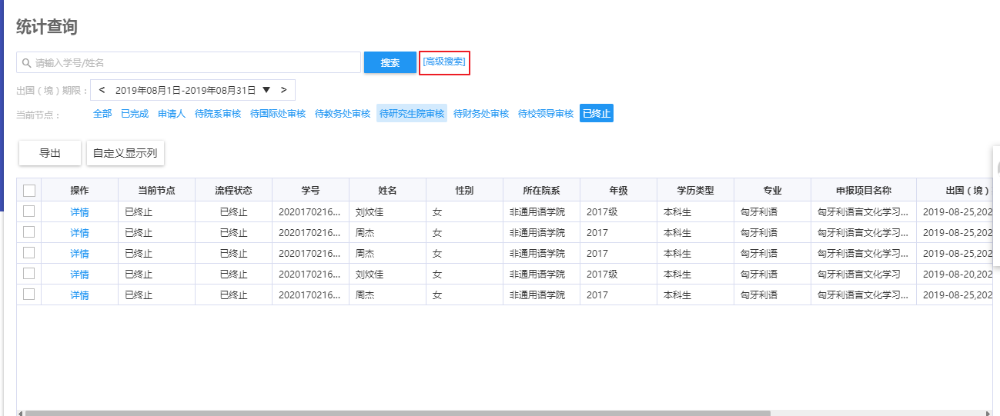 统计查询
请输入学号/姓名 搜索 [高级搜索]
出国（境）期限： < 2019年08月1日-2019年08月31日 ▼ >
当前节点： 全部 已完成 申请人 待院系审核 待国际处审核 待教务处审核 待研究生院审核 待财务处审核 待校领导审核 已终止
导出 自定义显示列
操作 当前节点 流程状态 学号 姓名 性别 所在院系 年级 学历类型 专业 申报项目名称 出国（境）
详情 已终止 已终止 2020170216... 刘炆佳 女 非通用语学院 2017级 本科生 匈牙利语 匈牙利语言文化学习... 2019-08-25,202
详情 已终止 已终止 2020170216... 周杰 女 非通用语学院 2017 本科生 匈牙利语 匈牙利语言文化学习... 2019-08-25,202
详情 已终止 已终止 2020170216... 周杰 女 非通用语学院 2017 本科生 匈牙利语 匈牙利语言文化学习... 2019-08-25,202
详情 已终止 已终止 2020170216... 刘炆佳 女 非通用语学院 2017级 本科生 匈牙利语 匈牙利语言文化学习 2019-08-20,202
详情 已终止 已终止 2020170216... 周杰 女 非通用语学院 2017 本科生 匈牙利语 匈牙利语言文化学习... 2019-08-25,202